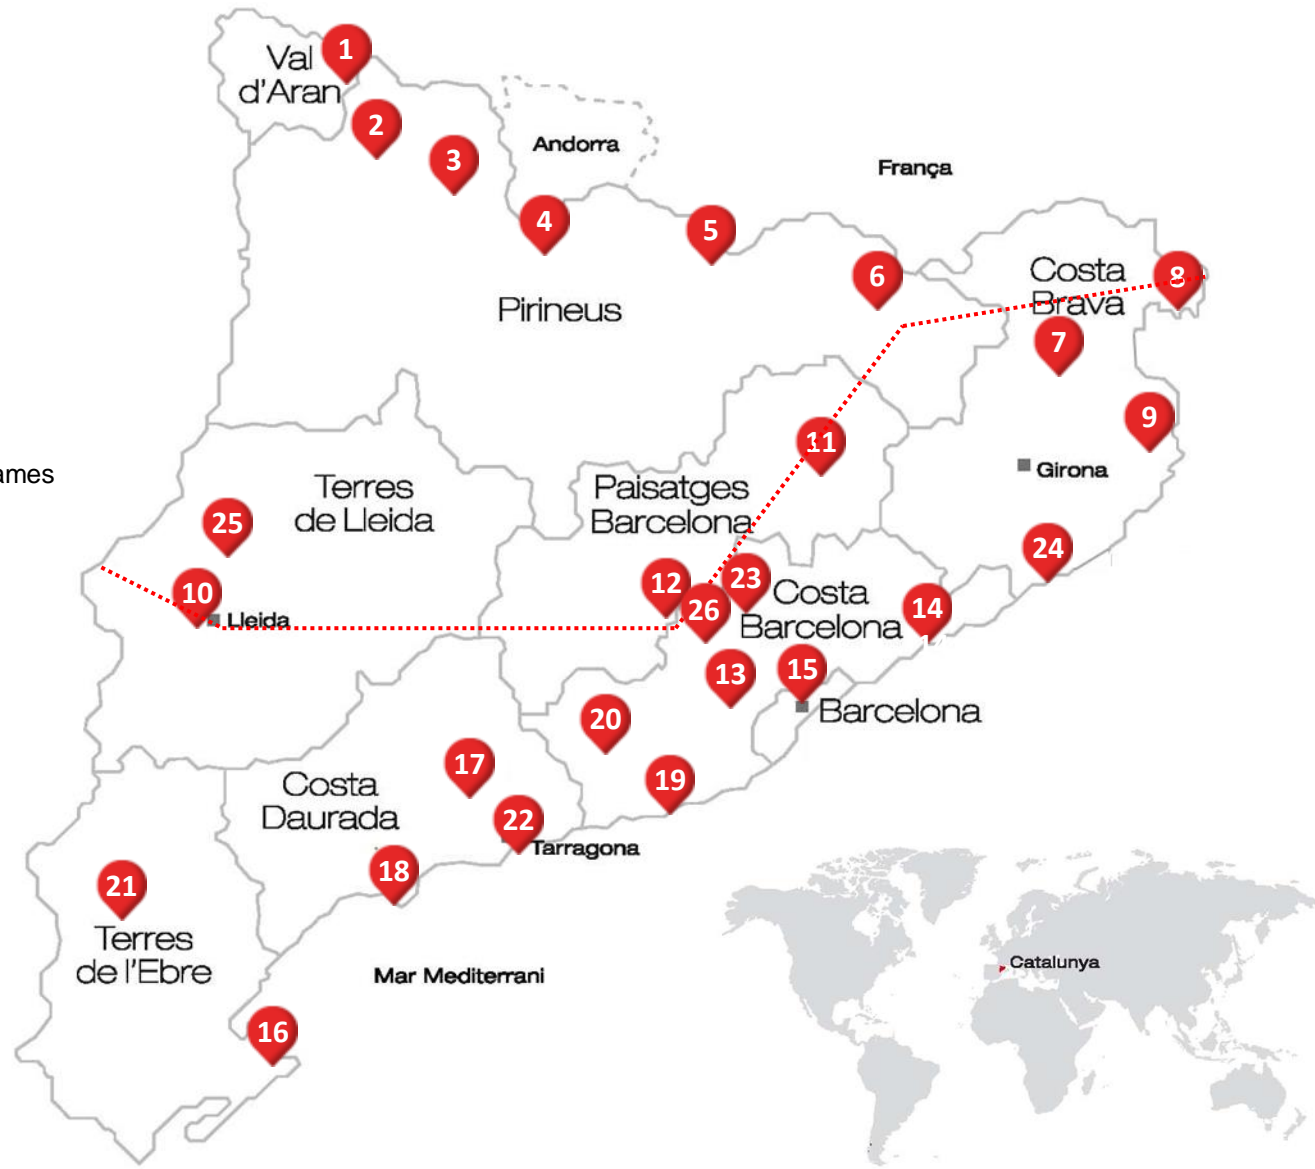 1
Val
d'Aran
2
Andorra
3
França
4
5
6
Costa
Brava
8
Pirineus
7
9
11
Girona
ames
Terres
de Lleida
Paisatges
Barcelona
25
24
10
12
23
26
Costa
Barcelona
14
Lleida
13
15
20
Barcelona
17
19
Costa
Daurada
22
Tarragona
18
21
Terres
de l'Ebre
Mar Mediterrani
Catalunya
16